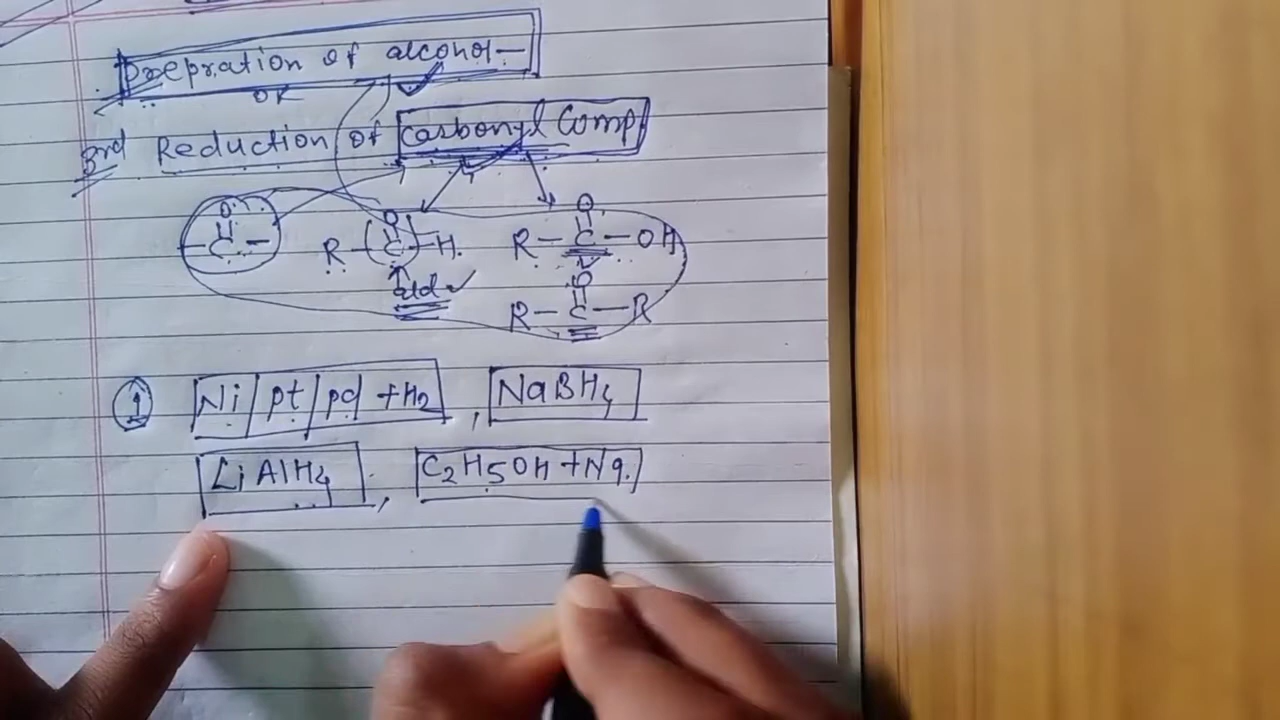 Prepration of alcohol—
OR
3rd Reduction of Carbonyl Comp
O O O
—C— R—(C)—H. R—C—OH
ald ✓ O
R—C—R
① Ni/pt/pd +H2, NaBH4
LiAlH4, C2H5OH+Na.